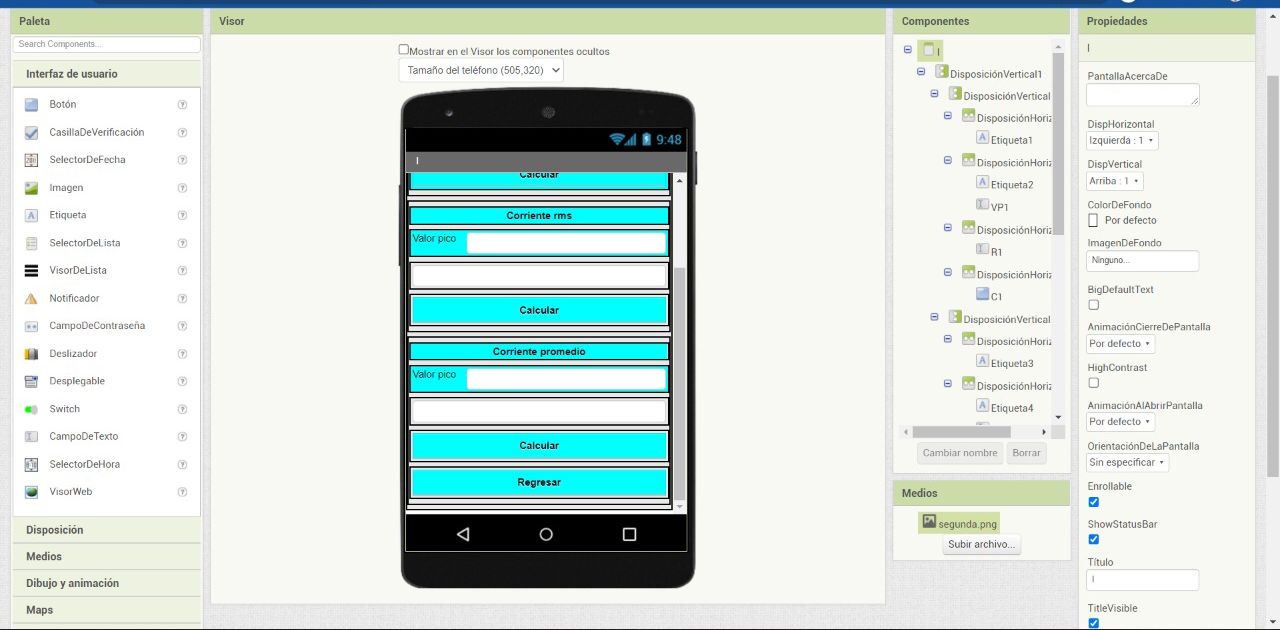 Paleta
Search Components...
Interfaz de usuario
Botón
CasillaDeVerificación
SelectorDeFecha
Imagen
Etiqueta
SelectorDeLista
VisorDeLista
Notificador
CampoDeContraseña
Deslizador
Desplegable
Switch
CampoDeTexto
SelectorDeHora
VisorWeb
Disposición
Medios
Dibujo y animación
Maps
Visor
Mostrar en el Visor los componentes ocultos
Tamaño del teléfono (505,320)
9:48
I
Calcular
Corriente rms
Valor pico
Calcular
Corriente promedio
Valor pico
Calcular
Regresar
Componentes
I
DisposiciónVertical1
DisposiciónVertical
DisposiciónHoriz
Etiqueta1
DisposiciónHoriz
Etiqueta2
VP1
DisposiciónHoriz
R1
DisposiciónHoriz
C1
DisposiciónVertical
DisposiciónHoriz
Etiqueta3
DisposiciónHoriz
Etiqueta4
Cambiar nombre Borrar
Medios
segunda.png
Subir archivo...
Propiedades
I
PantallaAcercaDe
DispHorizontal
Izquierda : 1
DispVertical
Arriba : 1
ColorDeFondo
Por defecto
ImagenDeFondo
Ninguno...
BigDefaultText
AnimaciónCierreDePantalla
Por defecto
HighContrast
AnimaciónAlAbrirPantalla
Por defecto
OrientaciónDeLaPantalla
Sin especificar
Enrollable
ShowStatusBar
Título
I
TitleVisible